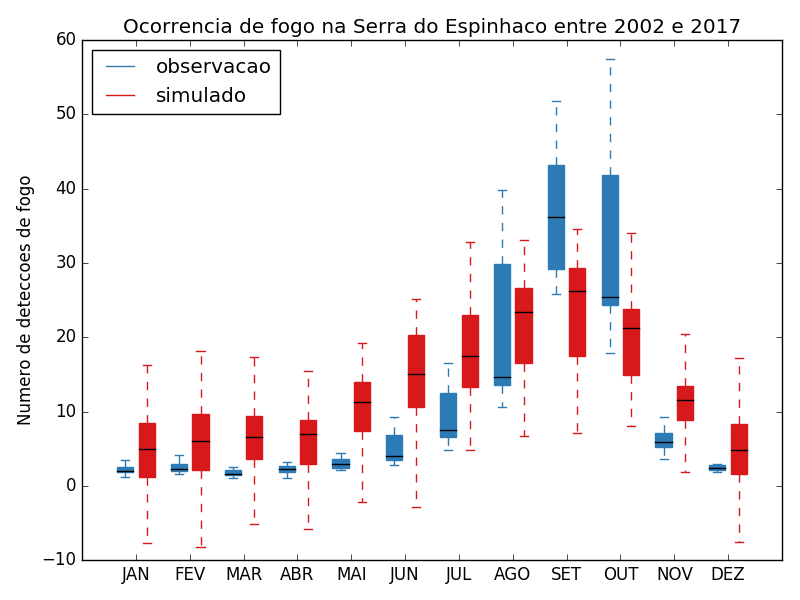 Ocorrencia de fogo na Serra do Espinhaco entre 2002 e 2017
60
50
40
30
20
10
0
−10
Numero de deteccoes de fogo
observacao
simulado
JAN FEV MAR ABR MAI JUN JUL AGO SET OUT NOV DEZ